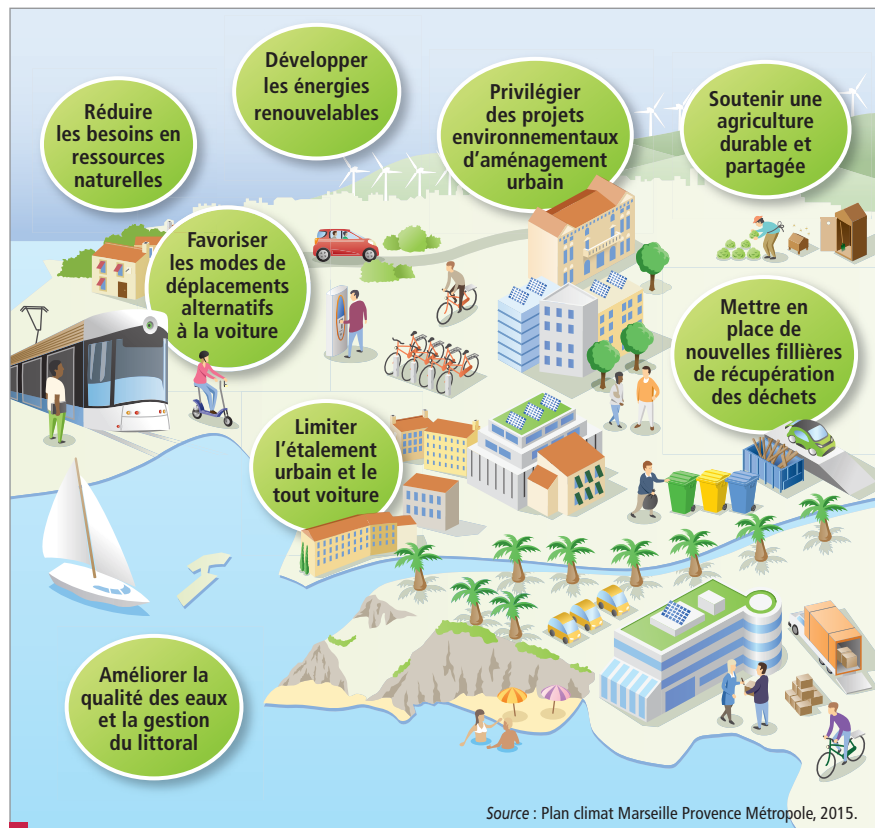 Développer
les énergies
renouvelables
Réduire
les besoins en
ressources
naturelles
Privilégier
des projets
environnementaux
d'aménagement
urbain
Soutenir une
agriculture
durable et
partagée
Favoriser
les modes de
déplacements
alternatifs
à la voiture
Mettre en
place de
nouvelles fillières
de récupération
des déchets
Limiter
l'étalement
urbain et le
tout voiture
Améliorer la
qualité des eaux
et la gestion
du littoral
Source : Plan climat Marseille Provence Métropole, 2015.